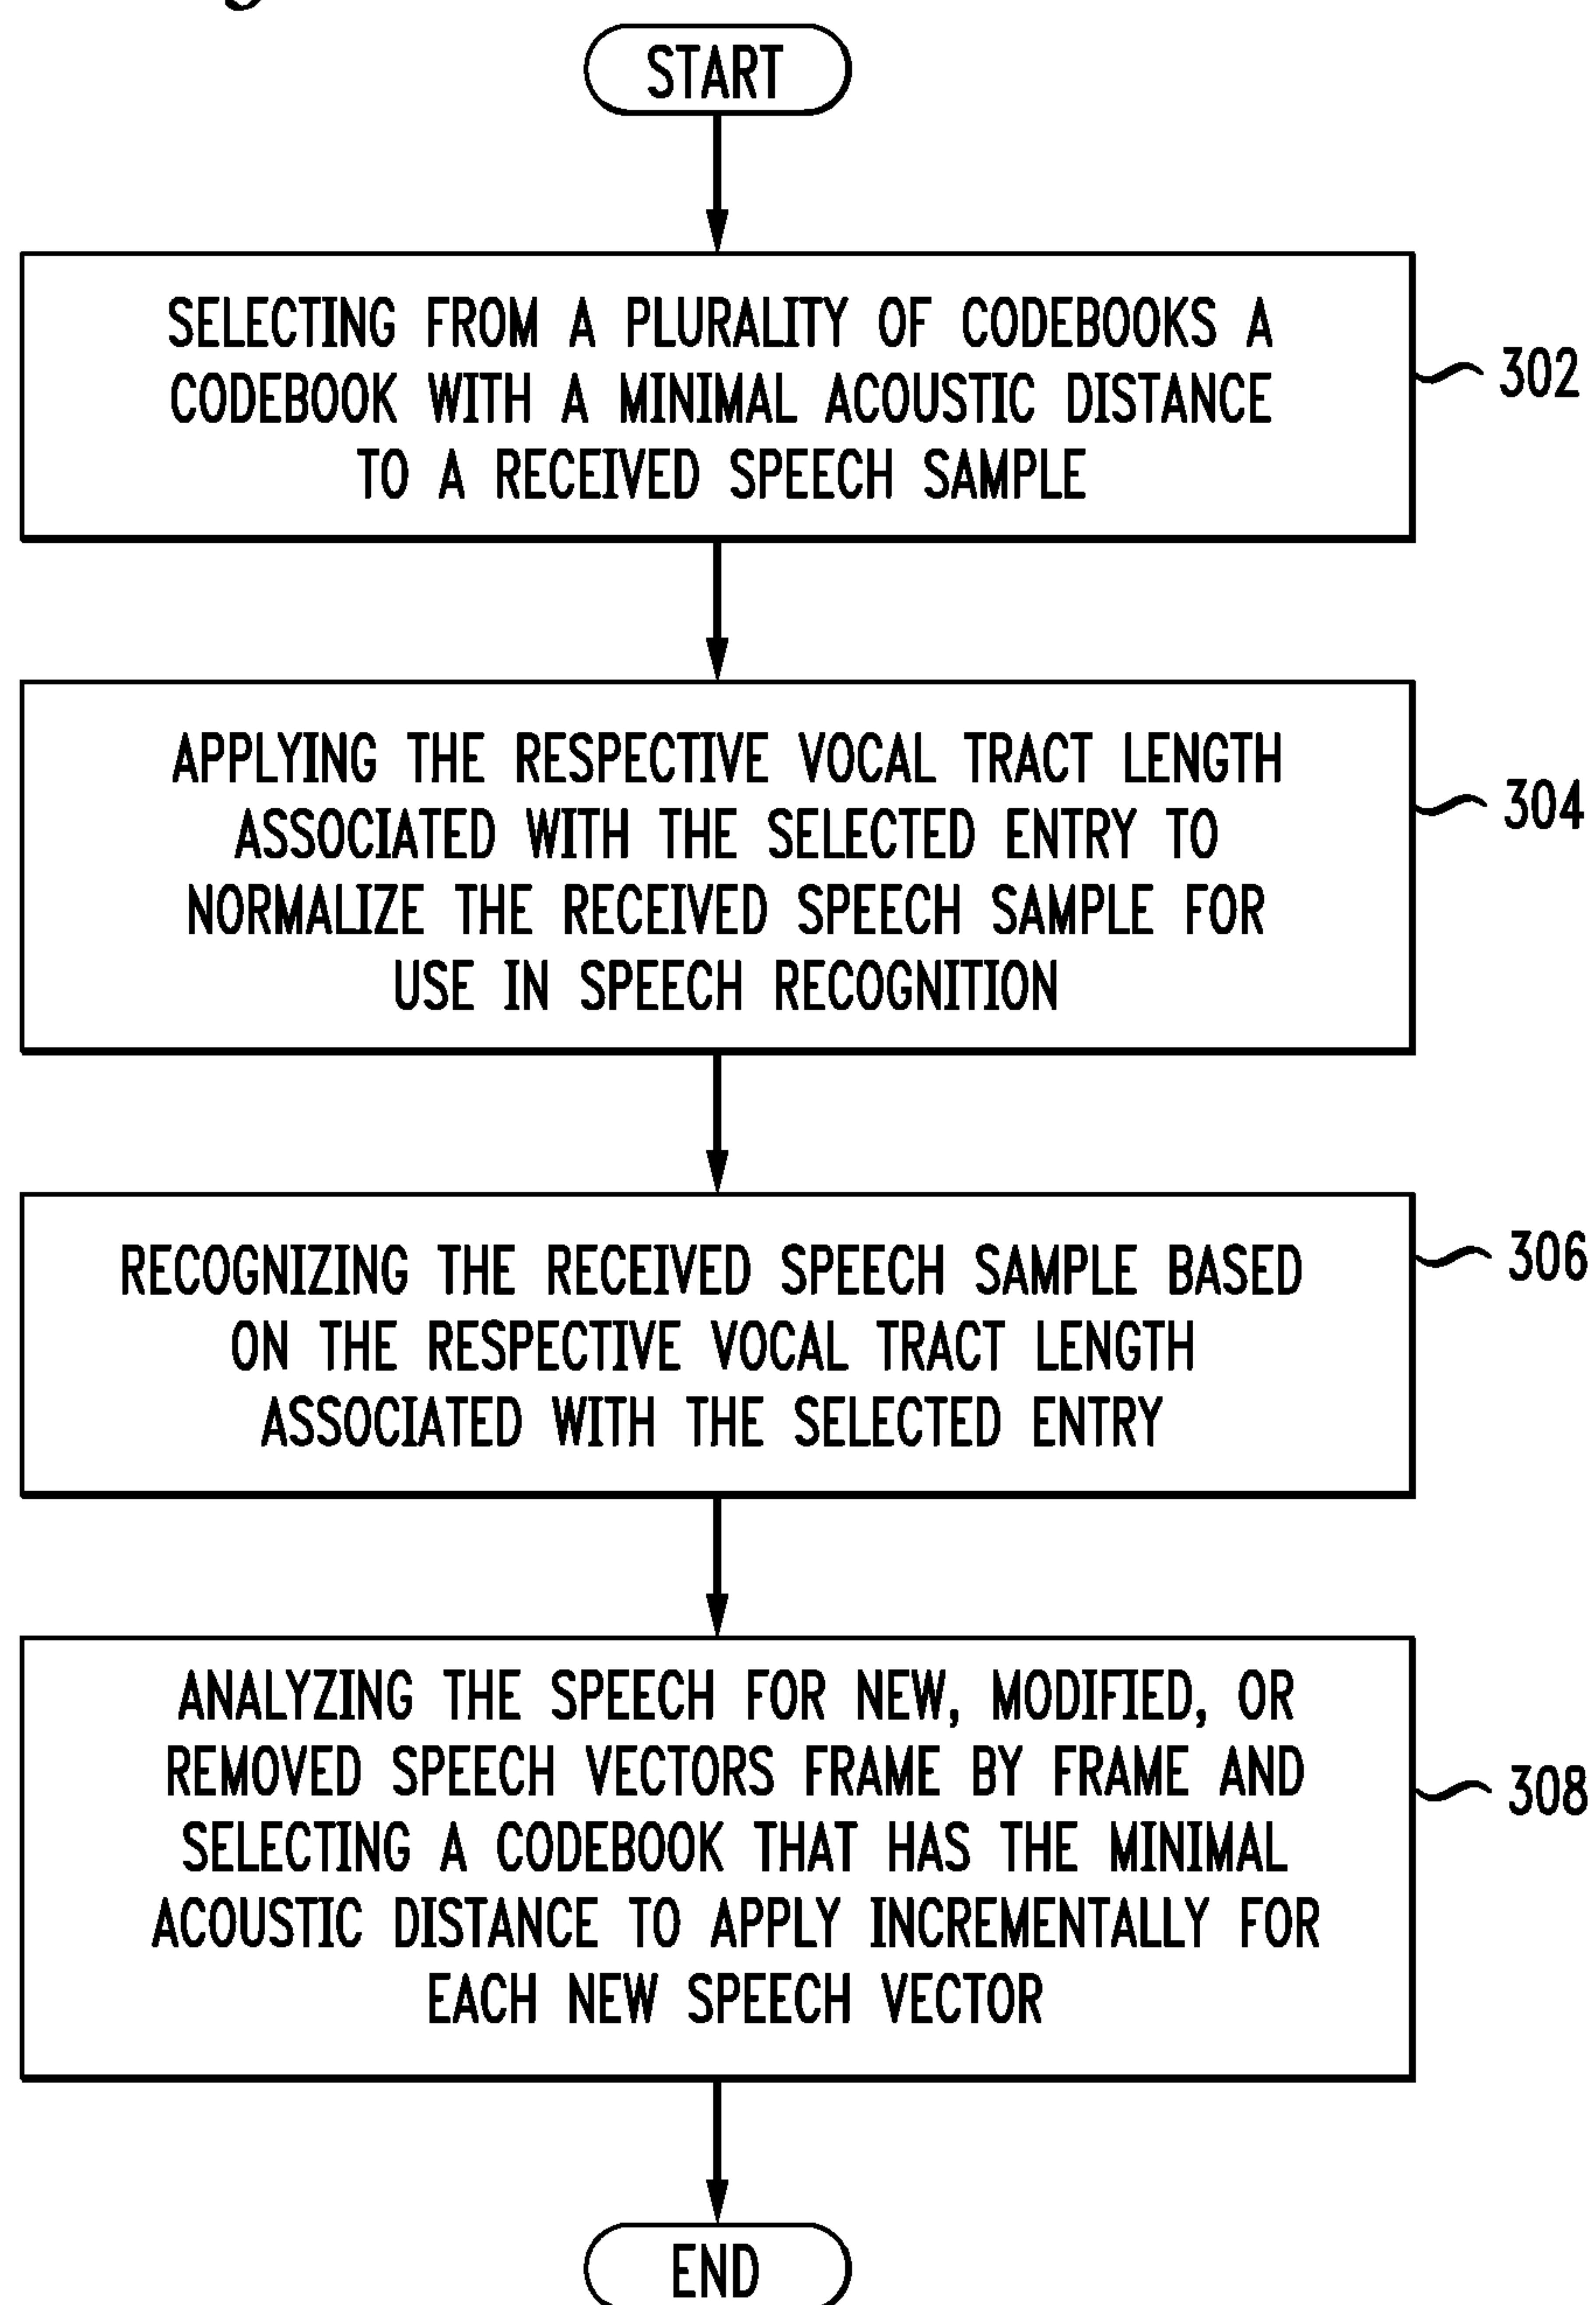 START
SELECTING FROM A PLURALITY OF CODEBOOKS A
CODEBOOK WITH A MINIMAL ACOUSTIC DISTANCE
TO A RECEIVED SPEECH SAMPLE
302
APPLYING THE RESPECTIVE VOCAL TRACT LENGTH
ASSOCIATED WITH THE SELECTED ENTRY TO
NORMALIZE THE RECEIVED SPEECH SAMPLE FOR
USE IN SPEECH RECOGNITION
304
RECOGNIZING THE RECEIVED SPEECH SAMPLE BASED
ON THE RESPECTIVE VOCAL TRACT LENGTH
ASSOCIATED WITH THE SELECTED ENTRY
306
ANALYZING THE SPEECH FOR NEW, MODIFIED, OR
REMOVED SPEECH VECTORS FRAME BY FRAME AND
SELECTING A CODEBOOK THAT HAS THE MINIMAL
ACOUSTIC DISTANCE TO APPLY INCREMENTALLY FOR
EACH NEW SPEECH VECTOR
308
END